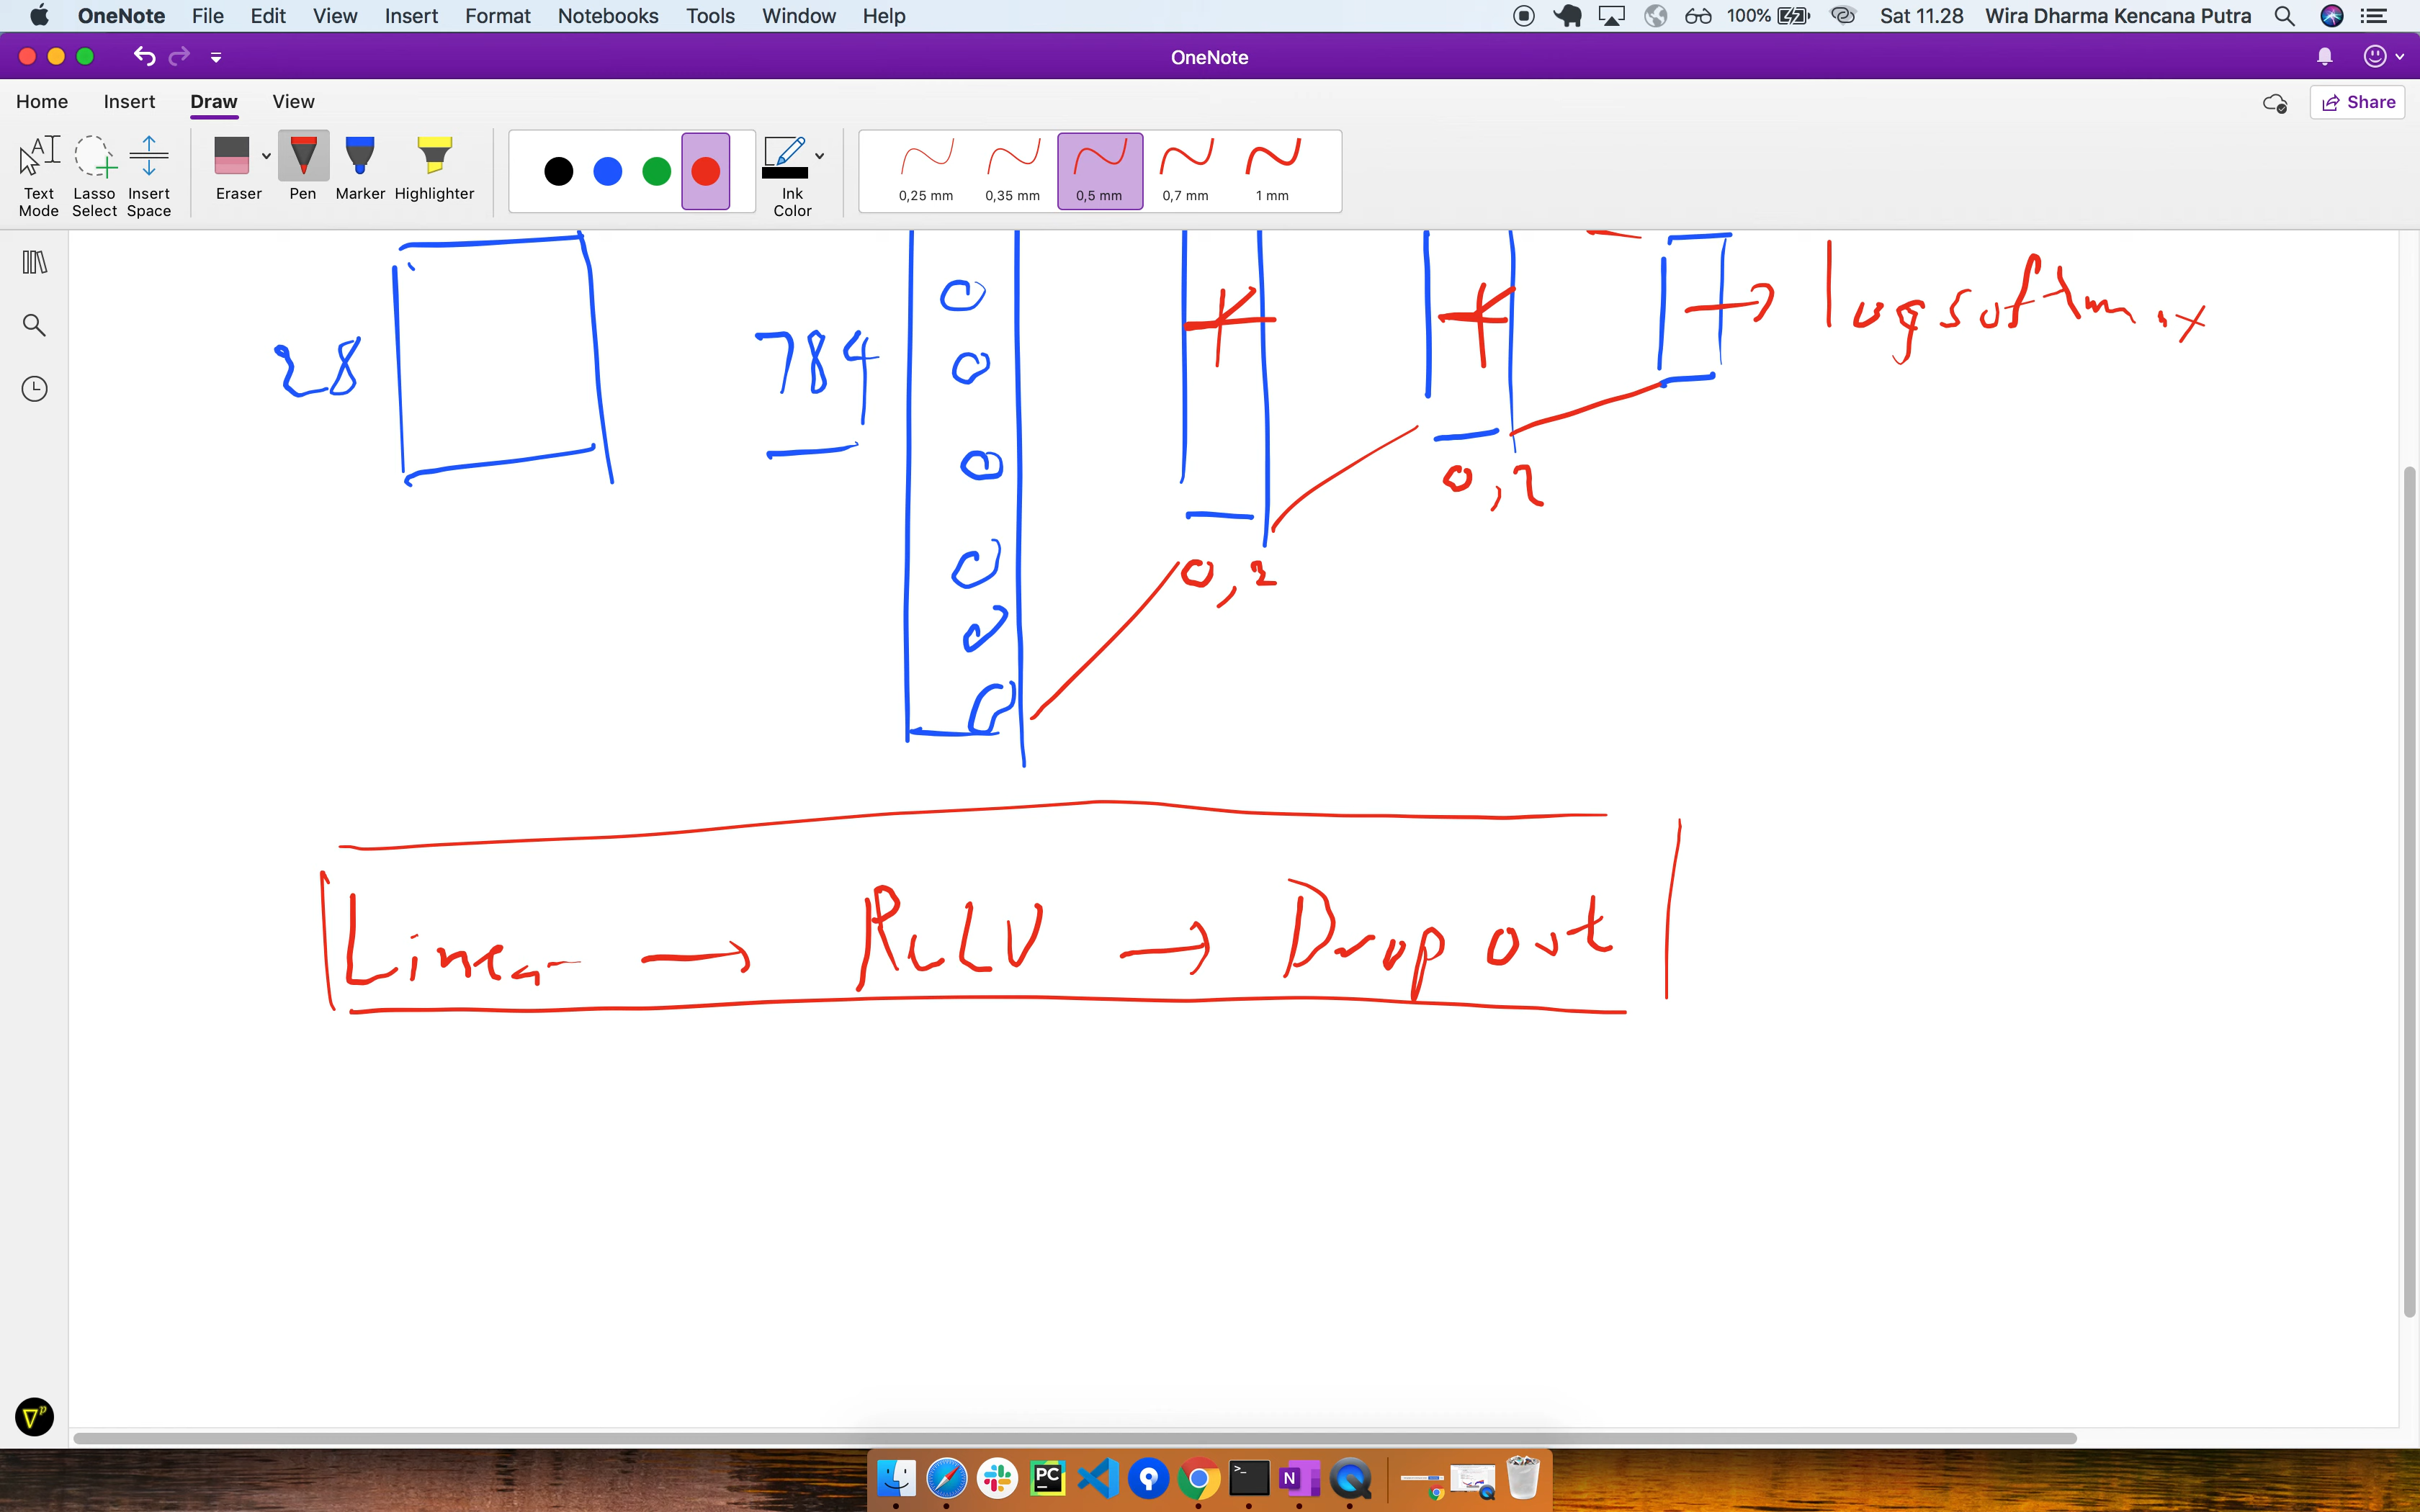 OneNote File Edit View Insert Format Notebooks Tools Window Help 100% Sat 11.28 Wira Dharma Kencana Putra
OneNote
Home Insert Draw View Share
Text Mode Lasso Select Insert Space Eraser Pen Marker Highlighter Ink Color 0,25 mm 0,35 mm 0,5 mm 0,7 mm 1 mm
28 784 logsoftmax
0,2
0,2
Linear → ReLU → Drop out